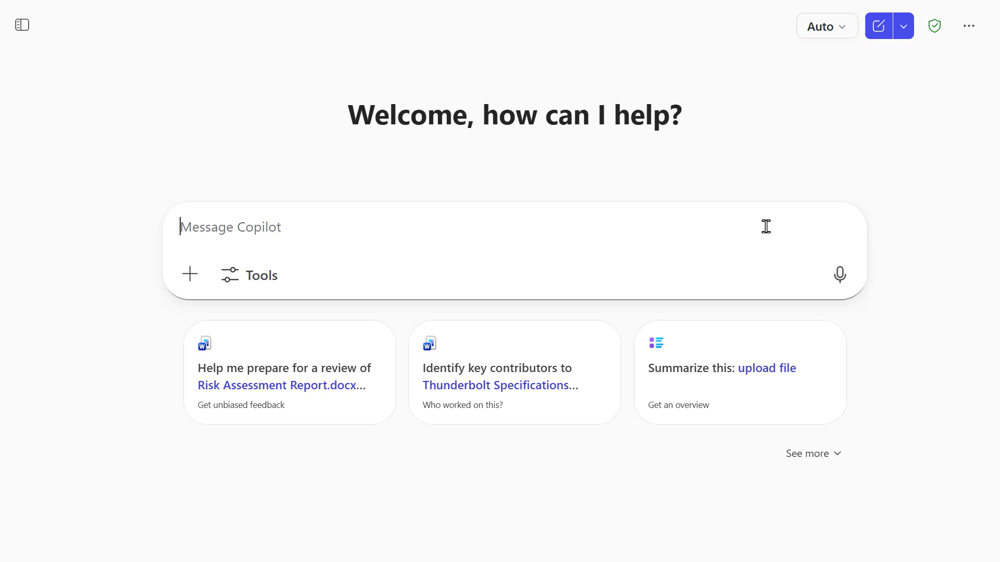 Auto
Welcome, how can I help?
Message Copilot
Tools
Help me prepare for a review of
Risk Assessment Report.docx...
Get unbiased feedback
Identify key contributors to
Thunderbolt Specifications...
Who worked on this?
Summarize this: upload file
Get an overview
See more